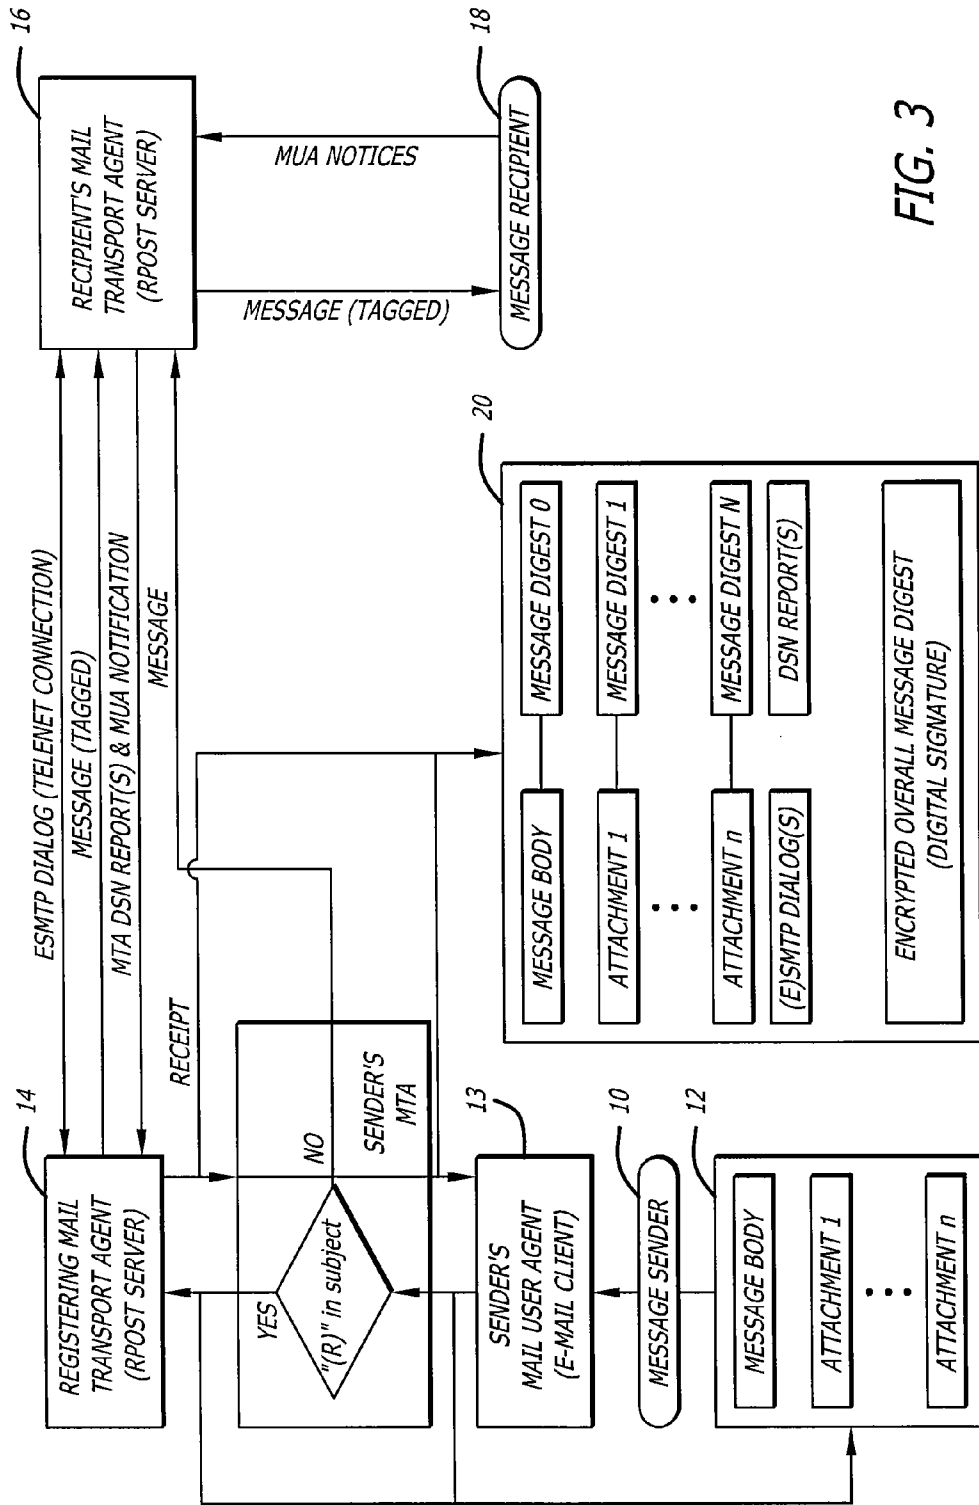 14
REGISTERING MAIL
TRANSPORT AGENT
(RPOST SERVER)
ESMTP DIALOG (TELENET CONNECTION)
MESSAGE (TAGGED)
MTA DSN REPORT(S) & MUA NOTIFICATION
MESSAGE
16
RECIPIENT'S MAIL
TRANSPORT AGENT
(RPOST SERVER)
RECEIPT
YES
"(R)" in subject
NO
SENDER'S
MTA
MESSAGE (TAGGED)
MUA NOTICES
18
MESSAGE RECIPIENT
13
SENDER'S
MAIL USER AGENT
(E-MAIL CLIENT)
10
MESSAGE SENDER
12
MESSAGE BODY
ATTACHMENT 1
ATTACHMENT n
20
MESSAGE BODY
MESSAGE DIGEST 0
ATTACHMENT 1
MESSAGE DIGEST 1
ATTACHMENT n
MESSAGE DIGEST N
(E)SMTP DIALOG(S)
DSN REPORT(S)
ENCRYPTED OVERALL MESSAGE DIGEST
(DIGITAL SIGNATURE)
FIG. 3